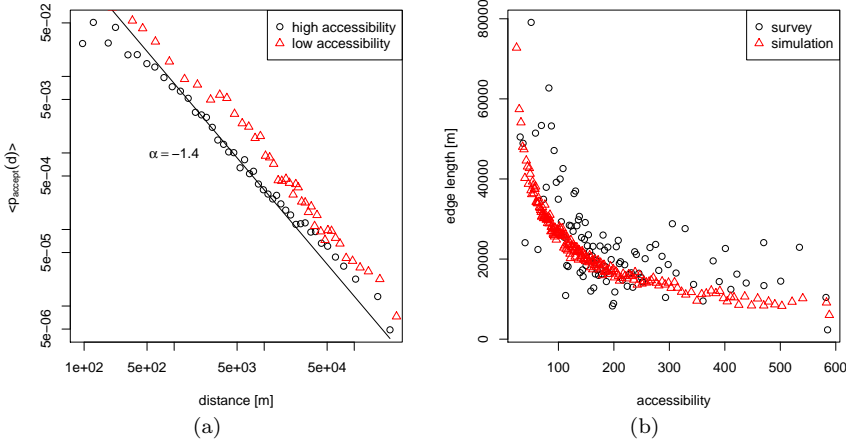 high accessibility
low accessibility
5e-02
5e-03
5e-04
5e-05
5e-06
<p_accept(d)>
α = −1.4
1e+02 5e+02 5e+03 5e+04
distance [m]
(a)
survey
simulation
80000
60000
40000
20000
0
edge length [m]
100 200 300 400 500 600
accessibility
(b)